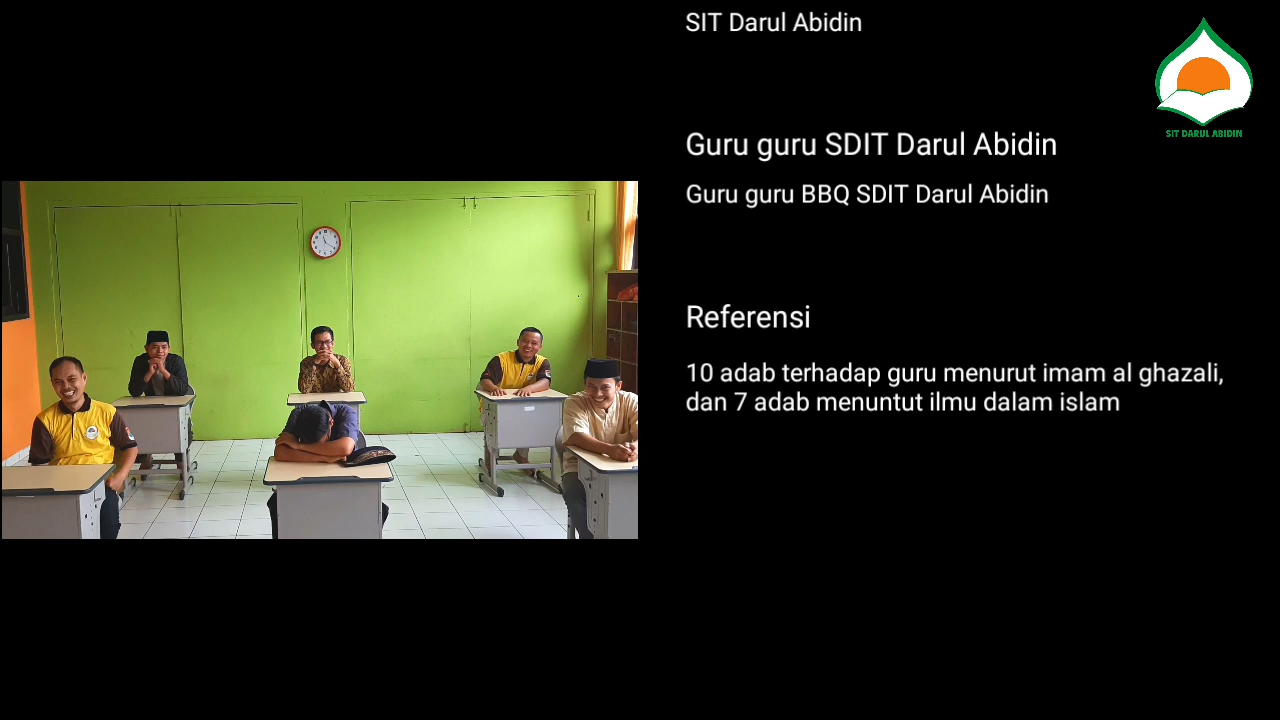 SIT Darul Abidin
SIT DARUL ABIDIN
Guru guru SDIT Darul Abidin
Guru guru BBQ SDIT Darul Abidin
Referensi
10 adab terhadap guru menurut imam al ghazali,
dan 7 adab menuntut ilmu dalam islam